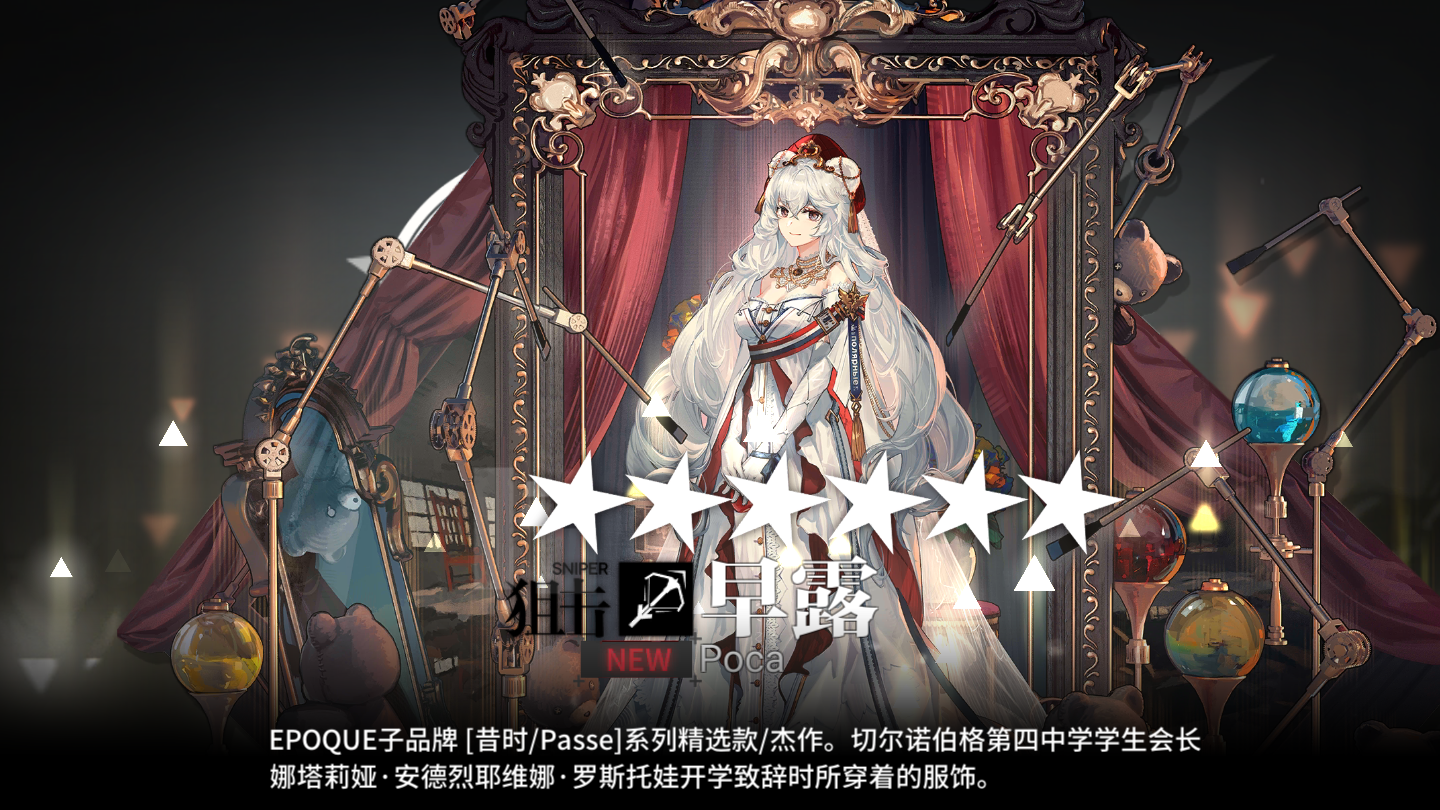 полярные
SNIPER
狙击
早露
NEW
Роса
EPOQUE子品牌 [昔时/Passe]系列精选款/杰作。切尔诺伯格第四中学学生会长
娜塔莉娅·安德烈耶维娜·罗斯托娃开学致辞时所穿着的服饰。